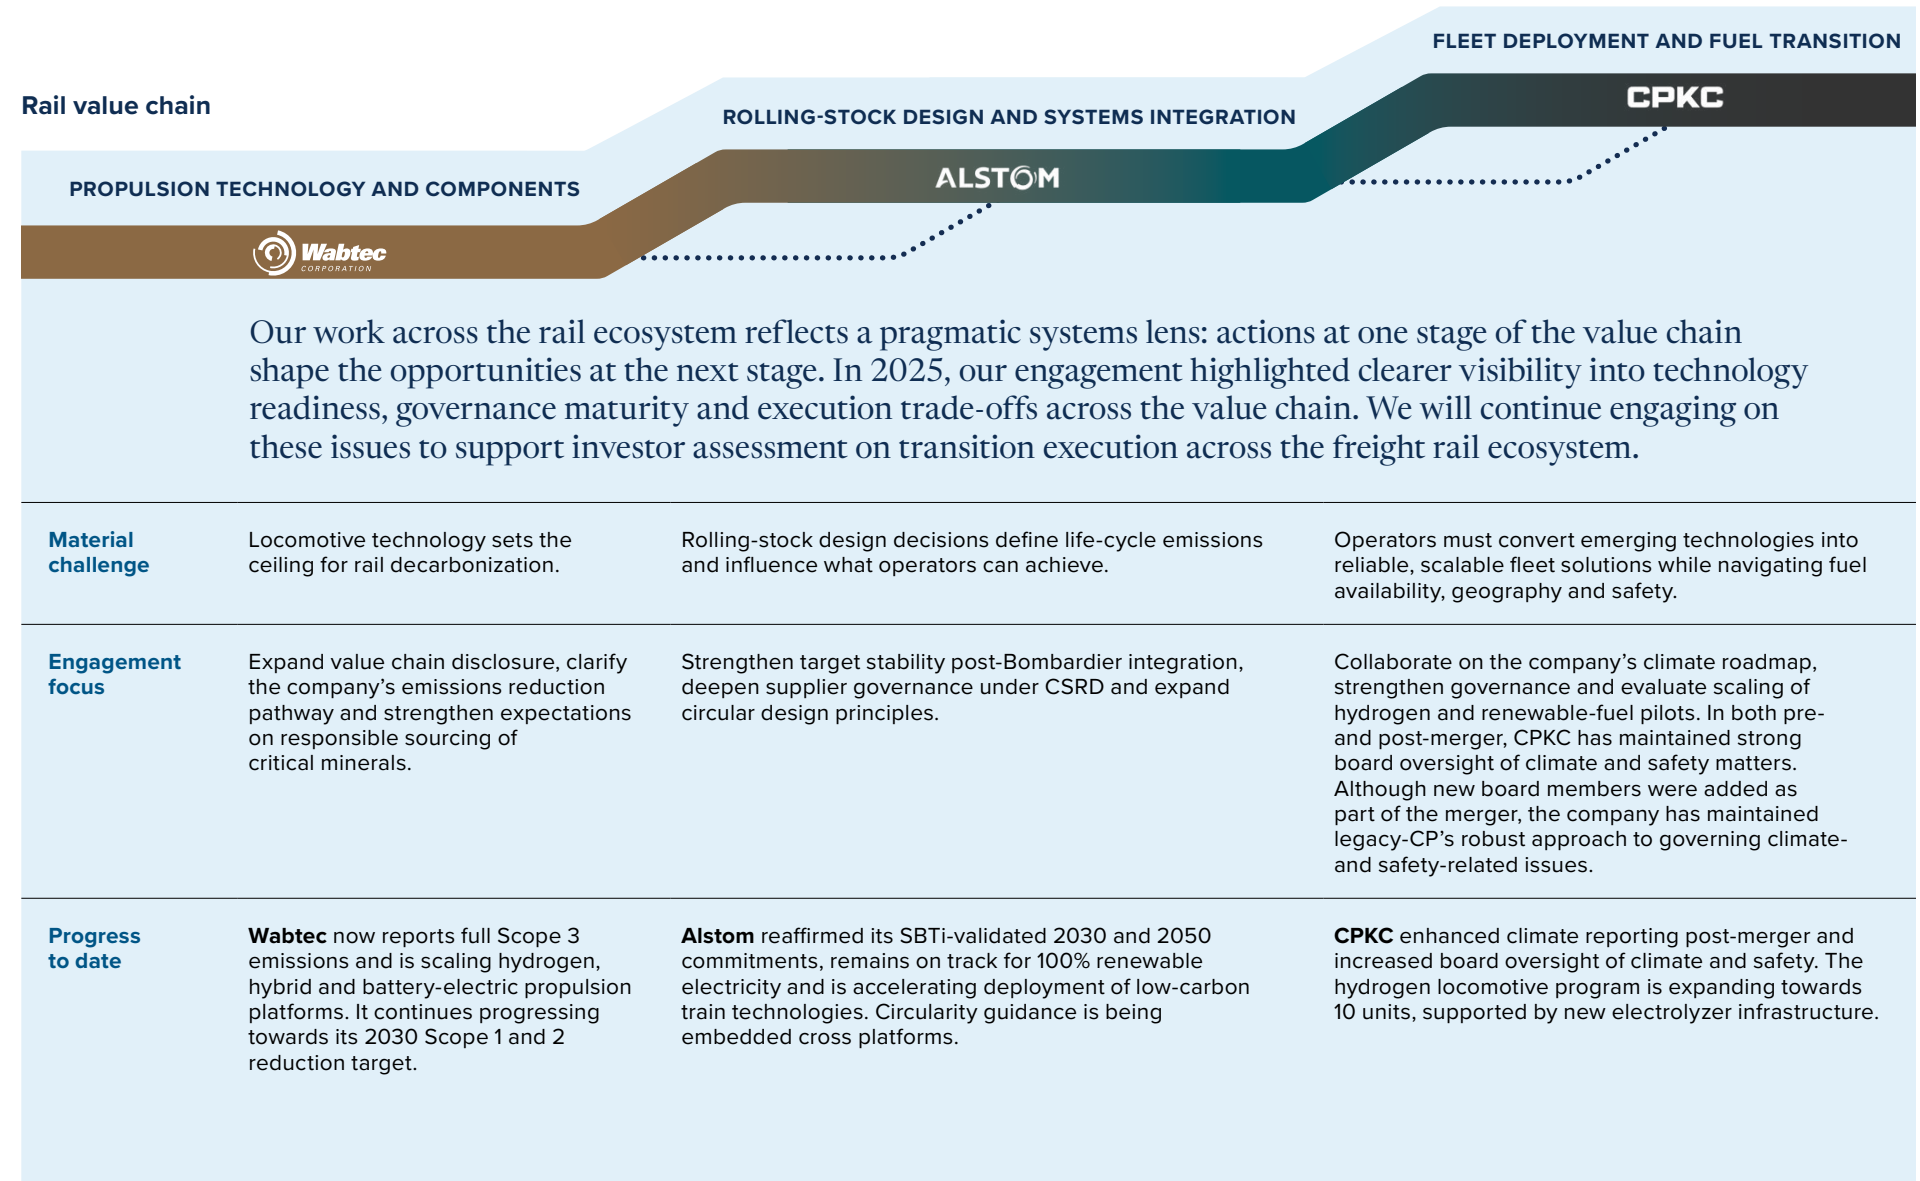 Rail value chain
PROPULSION TECHNOLOGY AND COMPONENTS
Wabtec
CORPORATION
ROLLING-STOCK DESIGN AND SYSTEMS INTEGRATION
ALSTOM
FLEET DEPLOYMENT AND FUEL TRANSITION
CPKC
Our work across the rail ecosystem reflects a pragmatic systems lens: actions at one stage of the value chain
shape the opportunities at the next stage. In 2025, our engagement highlighted clearer visibility into technology
readiness, governance maturity and execution trade-offs across the value chain. We will continue engaging on
these issues to support investor assessment on transition execution across the freight rail ecosystem.
Material
challenge
Locomotive technology sets the
ceiling for rail decarbonization.
Rolling-stock design decisions define life-cycle emissions
and influence what operators can achieve.
Operators must convert emerging technologies into
reliable, scalable fleet solutions while navigating fuel
availability, geography and safety.
Engagement
focus
Expand value chain disclosure, clarify
the company’s emissions reduction
pathway and strengthen expectations
on responsible sourcing of
critical minerals.
Strengthen target stability post-Bombardier integration,
deepen supplier governance under CSRD and expand
circular design principles.
Collaborate on the company’s climate roadmap,
strengthen governance and evaluate scaling of
hydrogen and renewable-fuel pilots. In both pre-
and post-merger, CPKC has maintained strong
board oversight of climate and safety matters.
Although new board members were added as
part of the merger, the company has maintained
legacy-CP’s robust approach to governing climate-
and safety-related issues.
Progress
to date
Wabtec now reports full Scope 3
emissions and is scaling hydrogen,
hybrid and battery-electric propulsion
platforms. It continues progressing
towards its 2030 Scope 1 and 2
reduction target.
Alstom reaffirmed its SBTi-validated 2030 and 2050
commitments, remains on track for 100% renewable
electricity and is accelerating deployment of low-carbon
train technologies. Circularity guidance is being
embedded cross platforms.
CPKC enhanced climate reporting post-merger and
increased board oversight of climate and safety. The
hydrogen locomotive program is expanding towards
10 units, supported by new electrolyzer infrastructure.